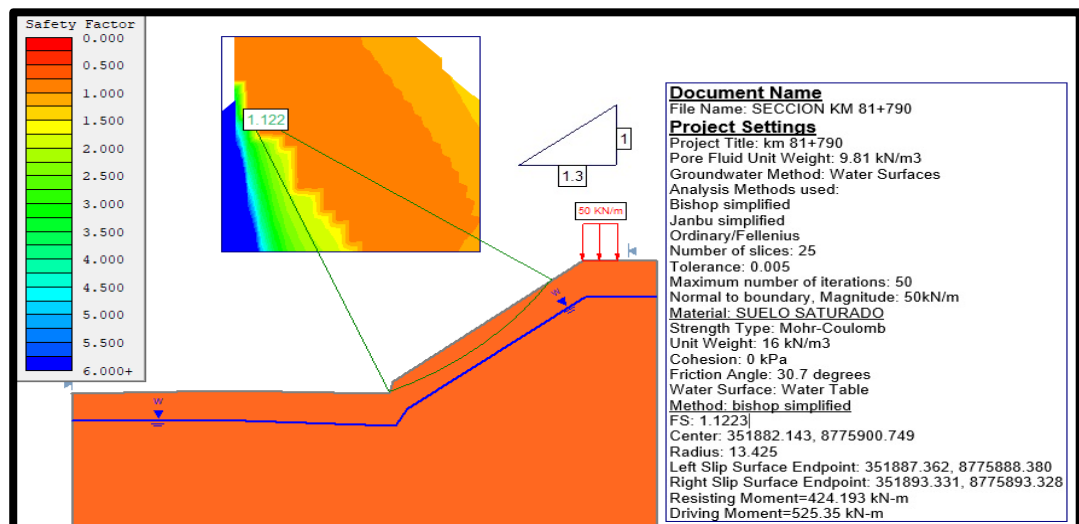 Safety Factor
0.000
0.500
1.000
1.500
2.000
2.500
3.000
3.500
4.000
4.500
5.000
5.500
6.000+
1.122
1
1.3
50 KN/m
W
W
Document Name
File Name: SECCION KM 81+790
Project Settings
Project Title: km 81+790
Pore Fluid Unit Weight: 9.81 kN/m3
Groundwater Method: Water Surfaces
Analysis Methods used:
Bishop simplified
Janbu simplified
Ordinary/Fellenius
Number of slices: 25
Tolerance: 0.005
Maximum number of iterations: 50
Normal to boundary, Magnitude: 50kN/m
Material: SUELO SATURADO
Strength Type: Mohr-Coulomb
Unit Weight: 16 kN/m3
Cohesion: 0 kPa
Friction Angle: 30.7 degrees
Water Surface: Water Table
Method: bishop simplified
FS: 1.1223
Center: 351882.143, 8775900.749
Radius: 13.425
Left Slip Surface Endpoint: 351887.362, 8775888.380
Right Slip Surface Endpoint: 351893.331, 8775893.328
Resisting Moment=424.193 kN-m
Driving Moment=525.35 kN-m